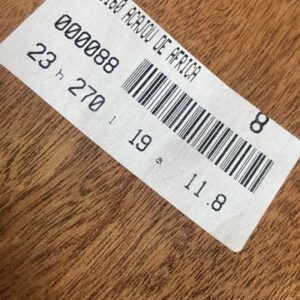 ACAJOU DE AFRICA
000088
8
23 h 270 l 19 a 11.8